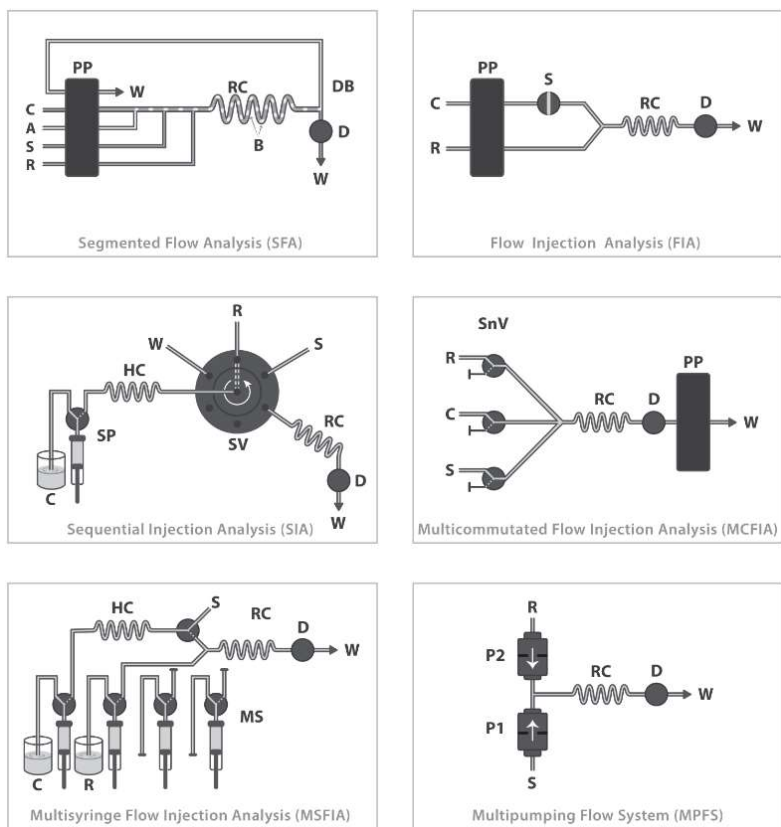 PP
W
RC
DB
C
A
S
R
B
D
W
Segmented Flow Analysis (SFA)
PP
S
C
RC
D
W
R
Flow Injection Analysis (FIA)
R
W
S
HC
RC
SP
SV
C
D
W
Sequential Injection Analysis (SIA)
SnV
R
PP
C
RC
D
W
S
Multicommutated Flow Injection Analysis (MCFIA)
HC
S
RC
D
W
MS
C
R
Multisyringe Flow Injection Analysis (MSFIA)
R
P2
RC
D
W
P1
S
Multipumping Flow System (MPFS)